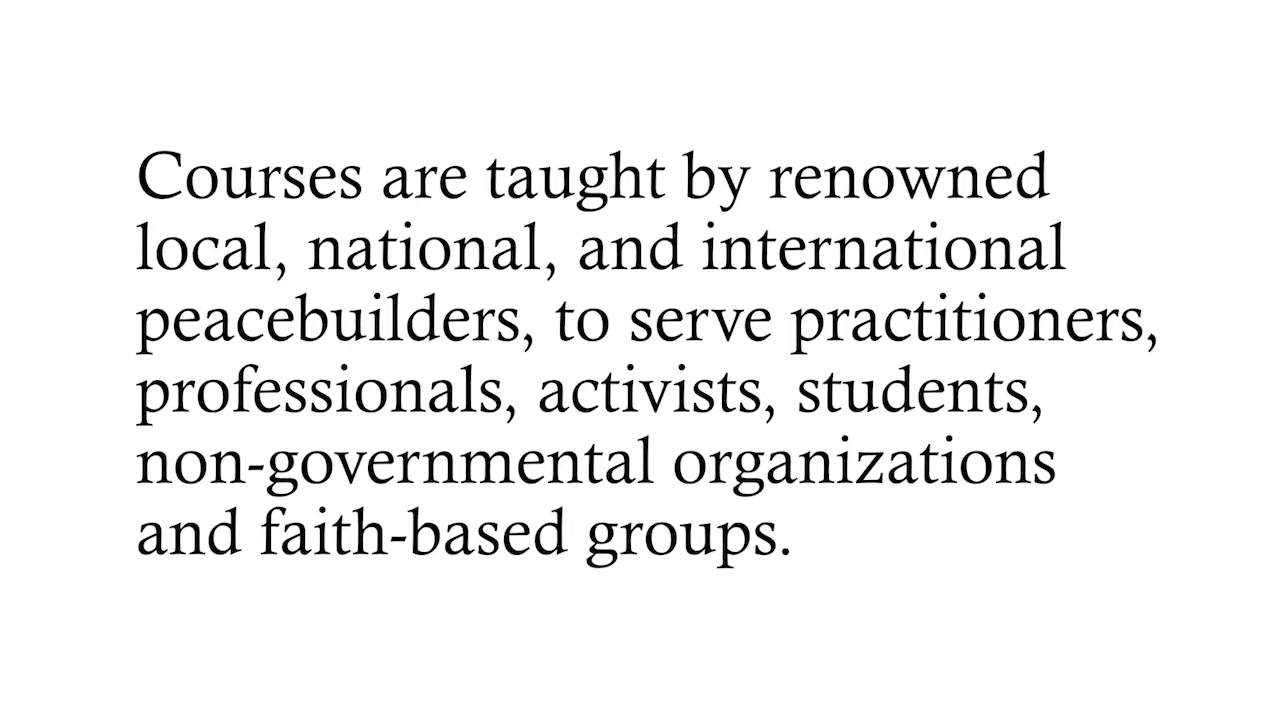 Courses are taught by renowned
local, national, and international
peacebuilders, to serve practitioners,
professionals, activists, students,
non-governmental organizations
and faith-based groups.